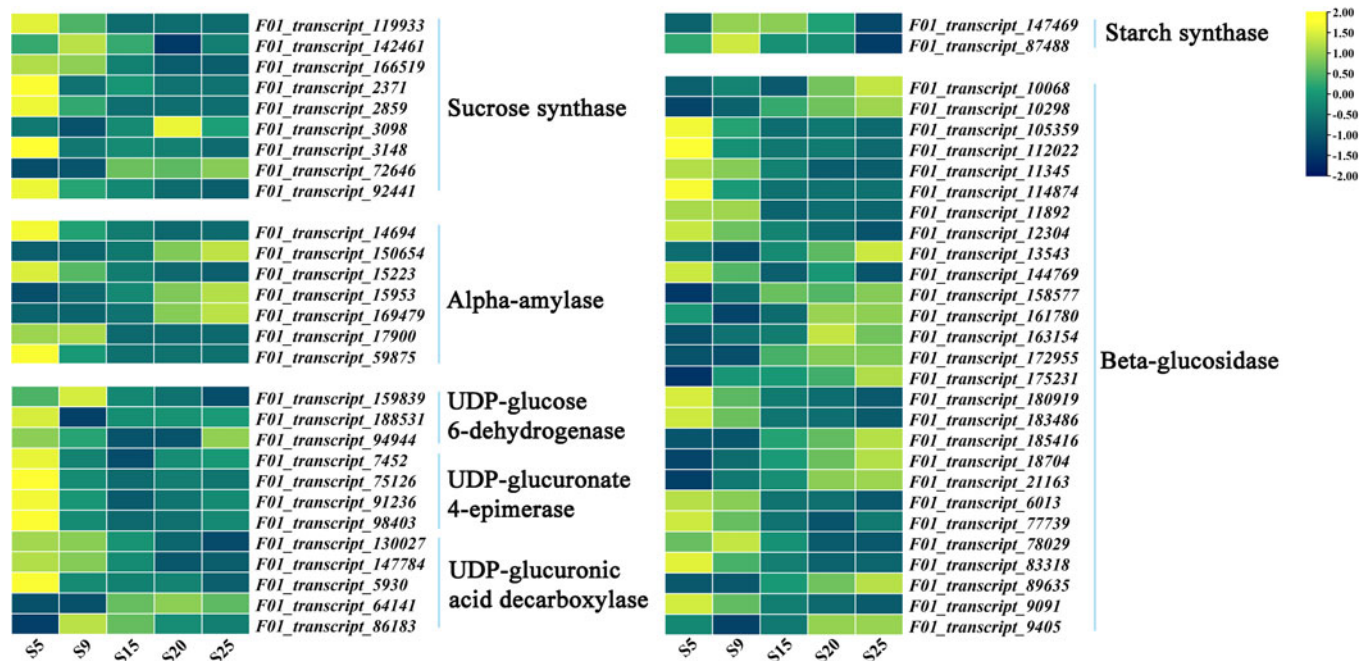 F01_transcript_119933
F01_transcript_142461
F01_transcript_166519
F01_transcript_2371
F01_transcript_2859
F01_transcript_3098
F01_transcript_3148
F01_transcript_72646
F01_transcript_92441
Sucrose synthase
F01_transcript_14694
F01_transcript_150654
F01_transcript_15223
F01_transcript_15953
F01_transcript_169479
F01_transcript_17900
F01_transcript_59875
Alpha-amylase
F01_transcript_159839
F01_transcript_188531
F01_transcript_94944
UDP-glucose
6-dehydrogenase
F01_transcript_7452
F01_transcript_75126
F01_transcript_91236
F01_transcript_98403
UDP-glucuronate
4-epimerase
F01_transcript_130027
F01_transcript_147784
F01_transcript_5930
F01_transcript_64141
F01_transcript_86183
UDP-glucuronic
acid decarboxylase
S5 S9 S15 S20 S25
F01_transcript_147469
F01_transcript_87488
Starch synthase
F01_transcript_10068
F01_transcript_10298
F01_transcript_105359
F01_transcript_112022
F01_transcript_11345
F01_transcript_114874
F01_transcript_11892
F01_transcript_12304
F01_transcript_13543
F01_transcript_144769
F01_transcript_158577
F01_transcript_161780
F01_transcript_163154
F01_transcript_172955
F01_transcript_175231
F01_transcript_180919
F01_transcript_183486
F01_transcript_185416
F01_transcript_18704
F01_transcript_21163
F01_transcript_6013
F01_transcript_77739
F01_transcript_78029
F01_transcript_83318
F01_transcript_89635
F01_transcript_9091
F01_transcript_9405
Beta-glucosidase
S5 S9 S15 S20 S25
2.00
1.50
1.00
0.50
0.00
-0.50
-1.00
-1.50
-2.00